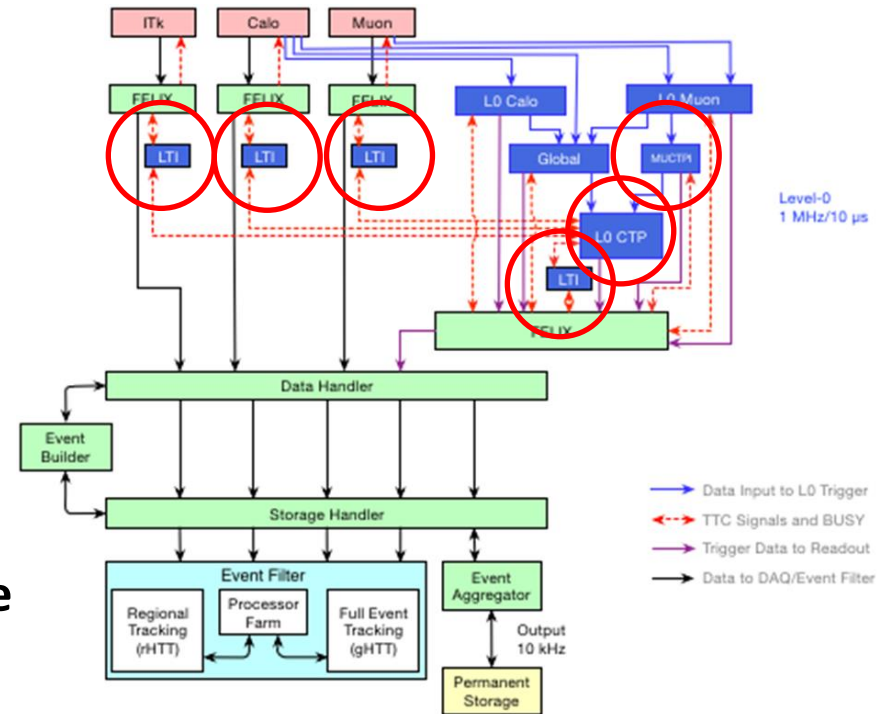 ITk
Calo
Muon
FELIX
FELIX
FELIX
L0 Calo
L0 Muon
LTI
LTI
LTI
Global
MUCTPI
Level-0
1 MHz/10 μs
L0 CTP
LTI
FELIX
Data Handler
Event
Builder
Storage Handler
Data Input to L0 Trigger
TTC Signals and BUSY
Trigger Data to Readout
Data to DAQ/Event Filter
Event Filter
Regional
Tracking
(rHTT)
Processor
Farm
Full Event
Tracking
(gHTT)
Event
Aggregator
Output
10 kHz
Permanent
Storage
e